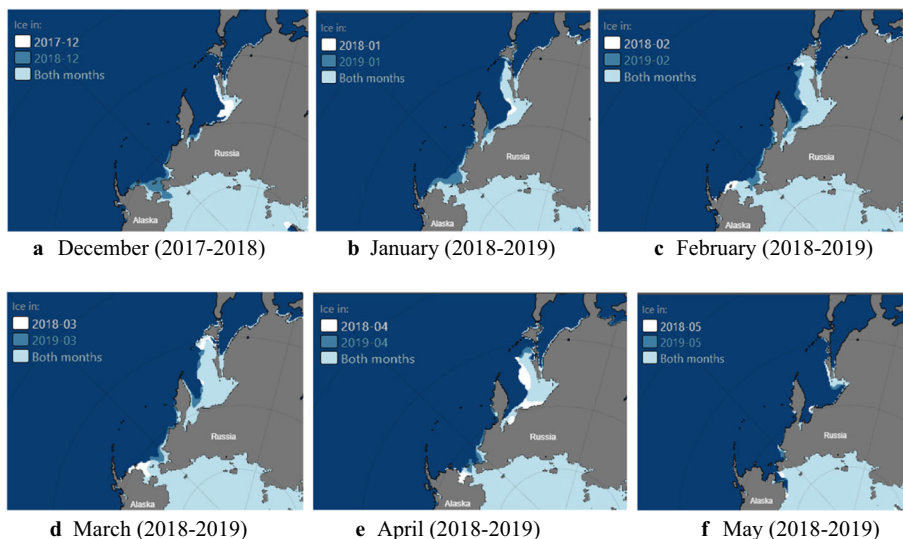 Ice in:
2017-12
2018-12
Both months
Russia
Alaska
a December (2017-2018)
Ice in:
2018-01
2019-01
Both months
Russia
Alaska
b January (2018-2019)
Ice in:
2018-02
2019-02
Both months
Russia
Alaska
c February (2018-2019)
Ice in:
2018-03
2019-03
Both months
Russia
Alaska
d March (2018-2019)
Ice in:
2018-04
2019-04
Both months
Russia
Alaska
e April (2018-2019)
Ice in:
2018-05
2019-05
Both months
Russia
Alaska
f May (2018-2019)